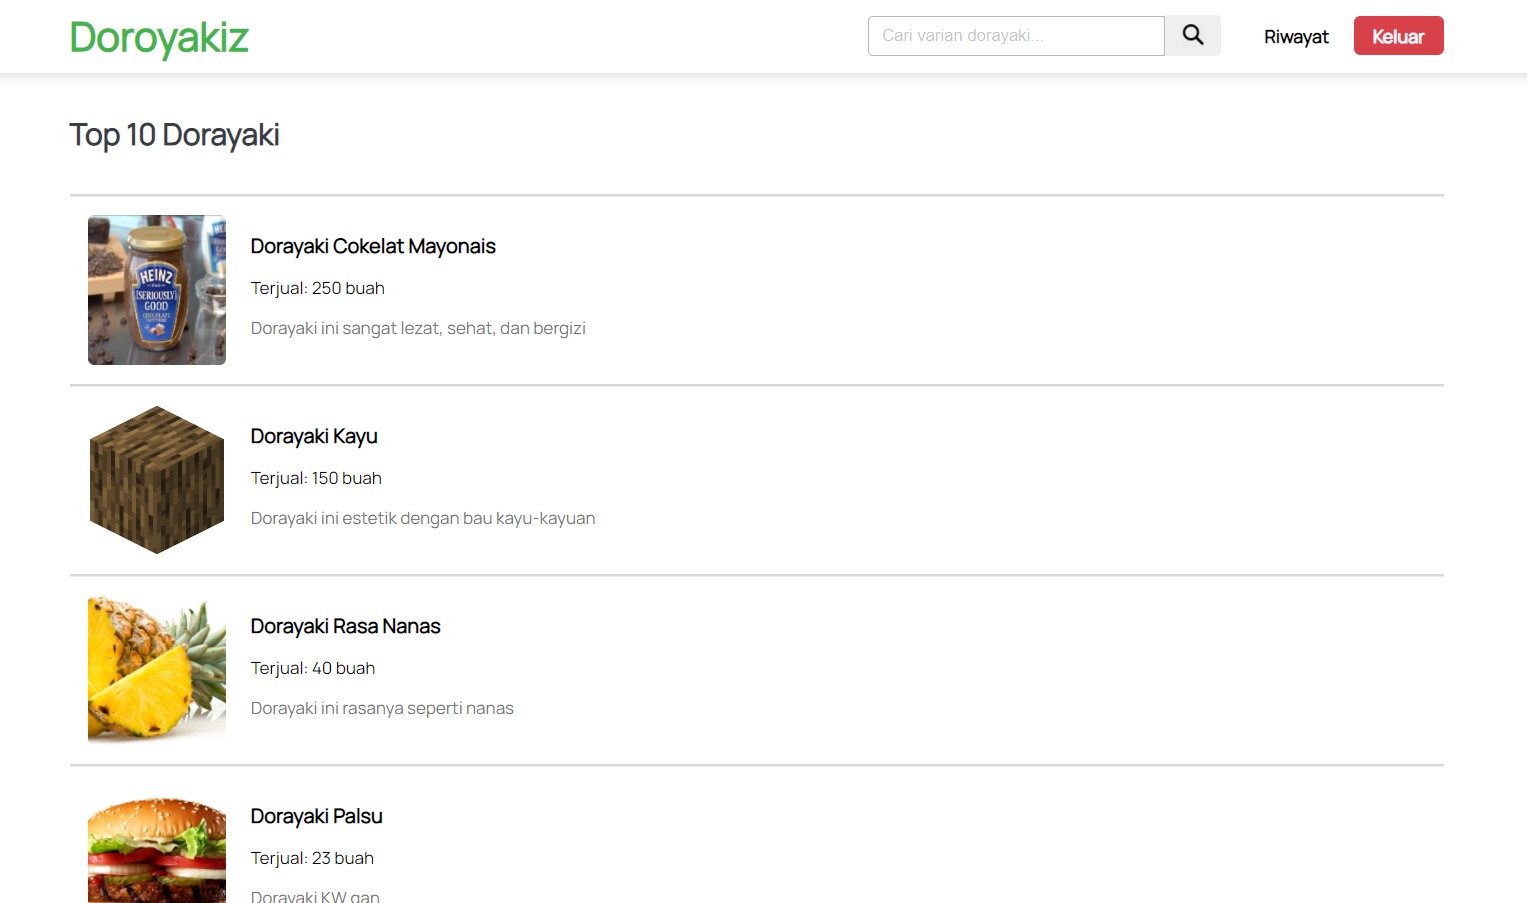 Doroyakiz
Cari varian dorayaki...
Riwayat
Keluar
Top 10 Dorayaki
HEINZ
[SERIOUSLY]
GOOD
CHOCOLATE
Dorayaki Cokelat Mayonais
Terjual: 250 buah
Dorayaki ini sangat lezat, sehat, dan bergizi
Dorayaki Kayu
Terjual: 150 buah
Dorayaki ini estetik dengan bau kayu-kayuan
Dorayaki Rasa Nanas
Terjual: 40 buah
Dorayaki ini rasanya seperti nanas
Dorayaki Palsu
Terjual: 23 buah
Dorayaki KW gan